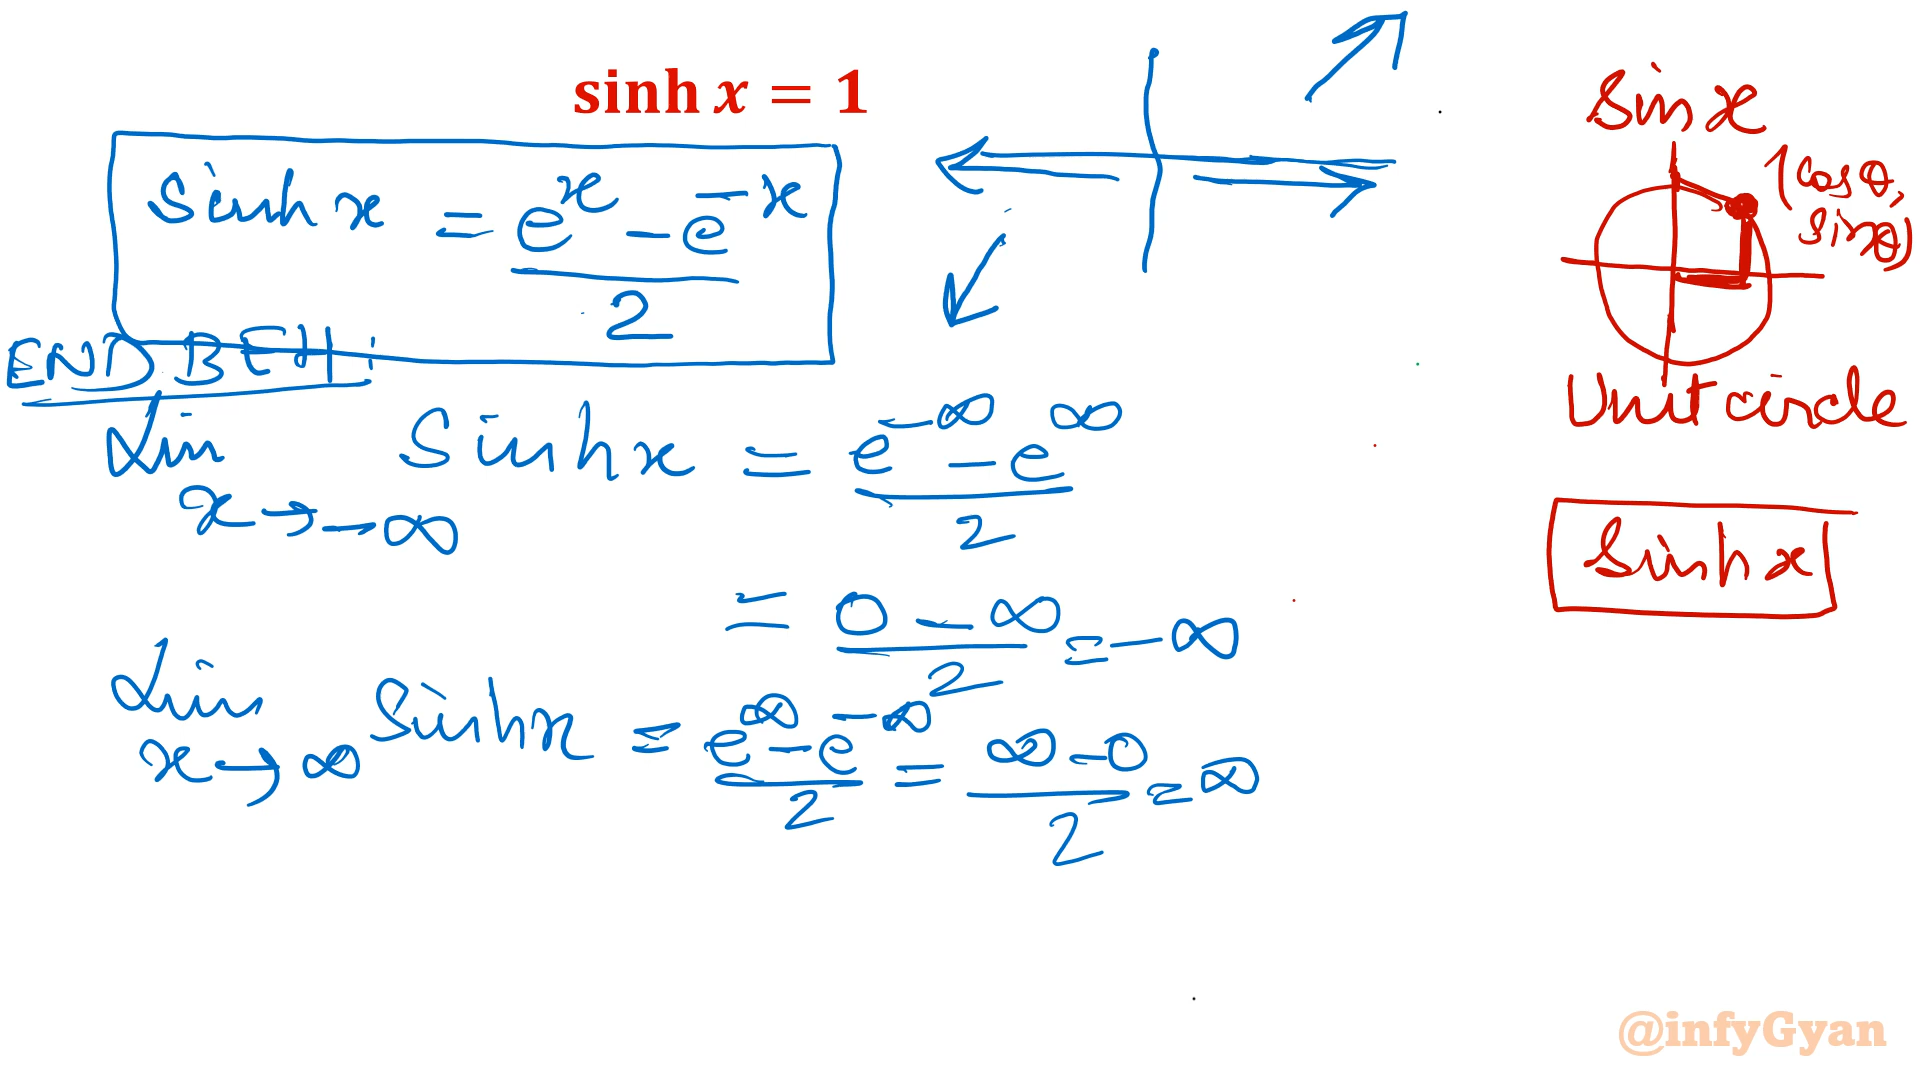 sinh x = 1
sinh x = (e^x - e^-x)/2
END BEH:
Lim x→-∞ sinh x = (e^-∞ - e^∞)/2
= (0 - ∞)/2 = -∞
Lim x→∞ sinh x = (e^∞ - e^-∞)/2 = (∞ - 0)/2 = ∞
sin x
(cos θ,
sin θ)
Unit circle
sinh x
@infyGyan